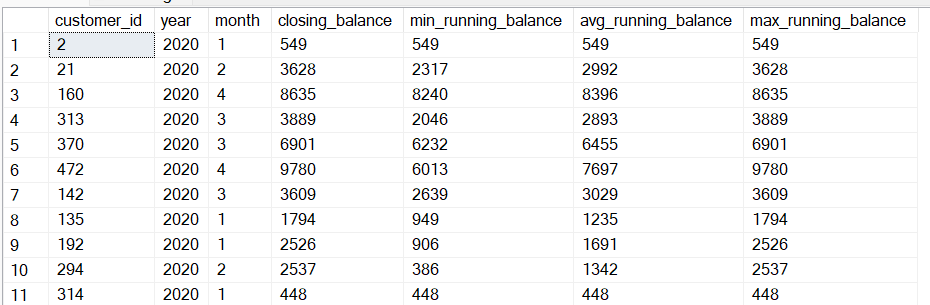 customer_id year month closing_balance min_running_balance avg_running_balance max_running_balance
1 2 2020 1 549 549 549 549
2 21 2020 2 3628 2317 2992 3628
3 160 2020 4 8635 8240 8396 8635
4 313 2020 3 3889 2046 2893 3889
5 370 2020 3 6901 6232 6455 6901
6 472 2020 4 9780 6013 7697 9780
7 142 2020 3 3609 2639 3029 3609
8 135 2020 1 1794 949 1235 1794
9 192 2020 1 2526 906 1691 2526
10 294 2020 2 2537 386 1342 2537
11 314 2020 1 448 448 448 448